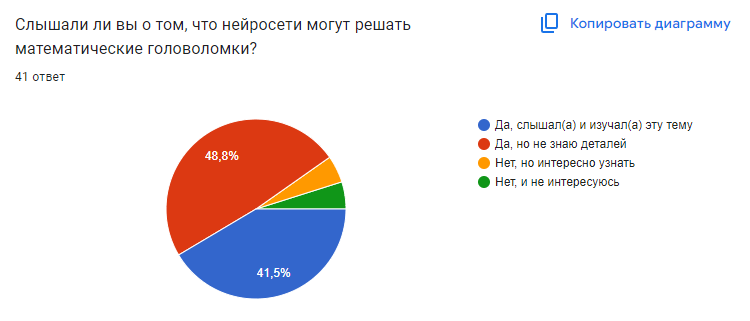 Слышали ли вы о том, что нейросети могут решать
математические головоломки?
Копировать диаграмму
41 ответ
48,8%
41,5%
Да, слышал(а) и изучал(а) эту тему
Да, но не знаю деталей
Нет, но интересно узнать
Нет, и не интересуюсь